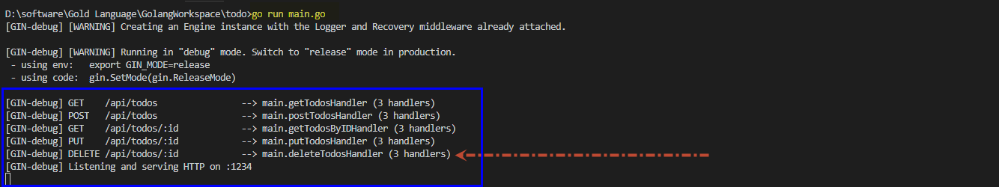 D:\software\Gold Language\GolangWorkspace\todo>go run main.go
[GIN-debug] [WARNING] Creating an Engine instance with the Logger and Recovery middleware already attached.
[GIN-debug] [WARNING] Running in "debug" mode. Switch to "release" mode in production.
 - using env:   export GIN_MODE=release
 - using code:  gin.SetMode(gin.ReleaseMode)
[GIN-debug] GET    /api/todos                --> main.getTodosHandler (3 handlers)
[GIN-debug] POST   /api/todos                --> main.postTodosHandler (3 handlers)
[GIN-debug] GET    /api/todos/:id            --> main.getTodosByIDHandler (3 handlers)
[GIN-debug] PUT    /api/todos/:id            --> main.putTodosHandler (3 handlers)
[GIN-debug] DELETE /api/todos/:id            --> main.deleteTodosHandler (3 handlers)
[GIN-debug] Listening and serving HTTP on :1234